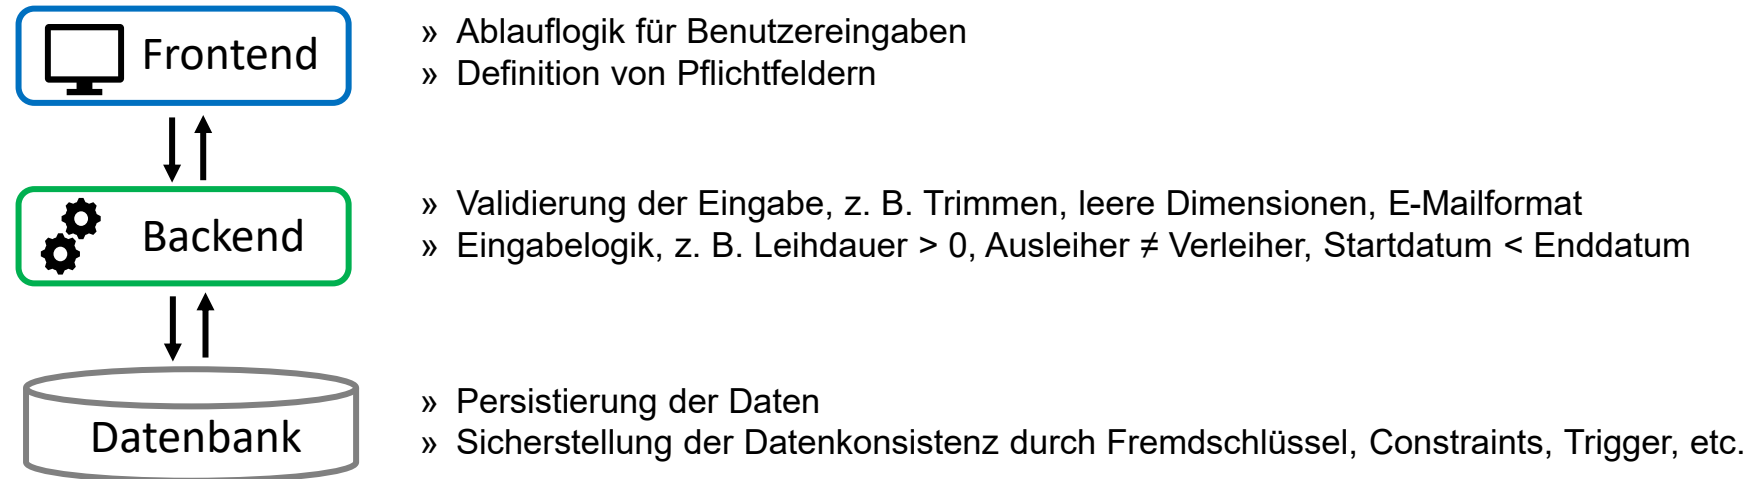 Frontend
» Ablauflogik für Benutzereingaben
» Definition von Pflichtfeldern
Backend
» Validierung der Eingabe, z. B. Trimmen, leere Dimensionen, E-Mailformat
» Eingabelogik, z. B. Leihdauer > 0, Ausleiher ≠ Verleiher, Startdatum < Enddatum
Datenbank
» Persistierung der Daten
» Sicherstellung der Datenkonsistenz durch Fremdschlüssel, Constraints, Trigger, etc.